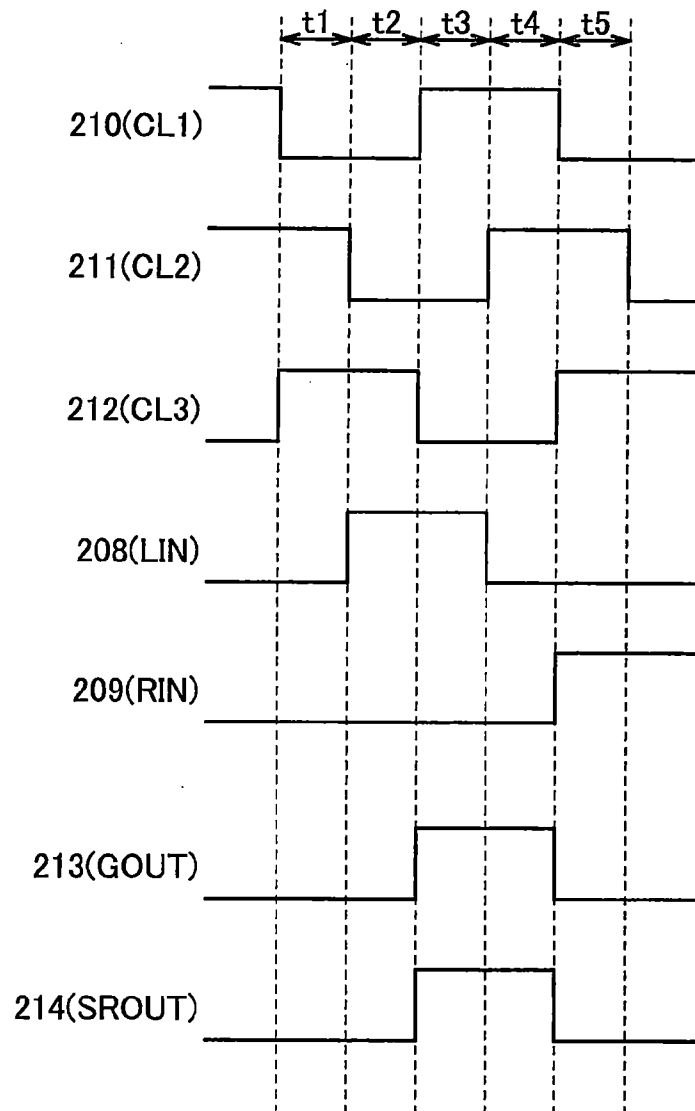 t1 t2 t3 t4 t5
210(CL1)
211(CL2)
212(CL3)
208(LIN)
209(RIN)
213(GOUT)
214(SROUT)